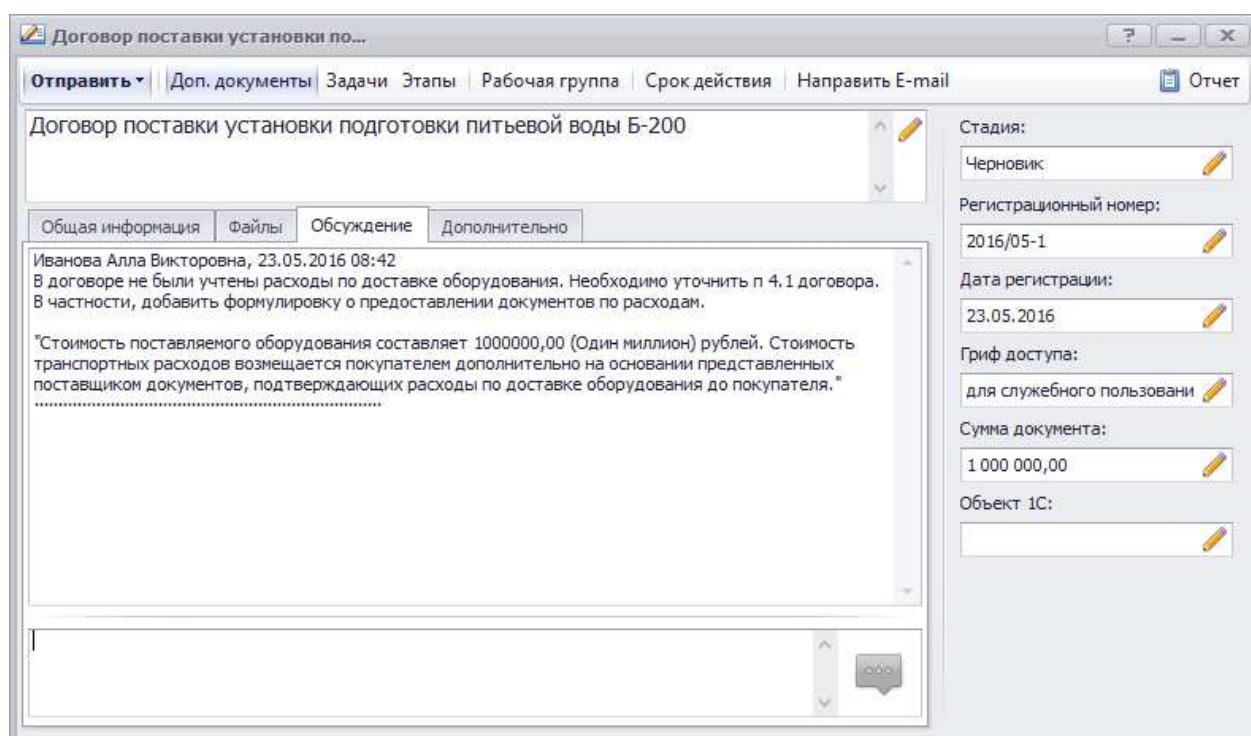 Договор поставки установки по...
? _ x
Отправить Доп. документы Задачи Этапы Рабочая группа Срок действия Направить E-mail Отчет
Договор поставки установки подготовки питьевой воды Б-200
Общая информация Файлы Обсуждение Дополнительно
Иванова Алла Викторовна, 23.05.2016 08:42
В договоре не были учтены расходы по доставке оборудования. Необходимо уточнить п 4.1 договора.
В частности, добавить формулировку о предоставлении документов по расходам.
"Стоимость поставляемого оборудования составляет 1000000,00 (Один миллион) рублей. Стоимость
транспортных расходов возмещается покупателем дополнительно на основании представленных
поставщиком документов, подтверждающих расходы по доставке оборудования до покупателя."
Стадия:
Черновик
Регистрационный номер:
2016/05-1
Дата регистрации:
23.05.2016
Гриф доступа:
для служебного пользовани
Сумма документа:
1 000 000,00
Объект 1С: